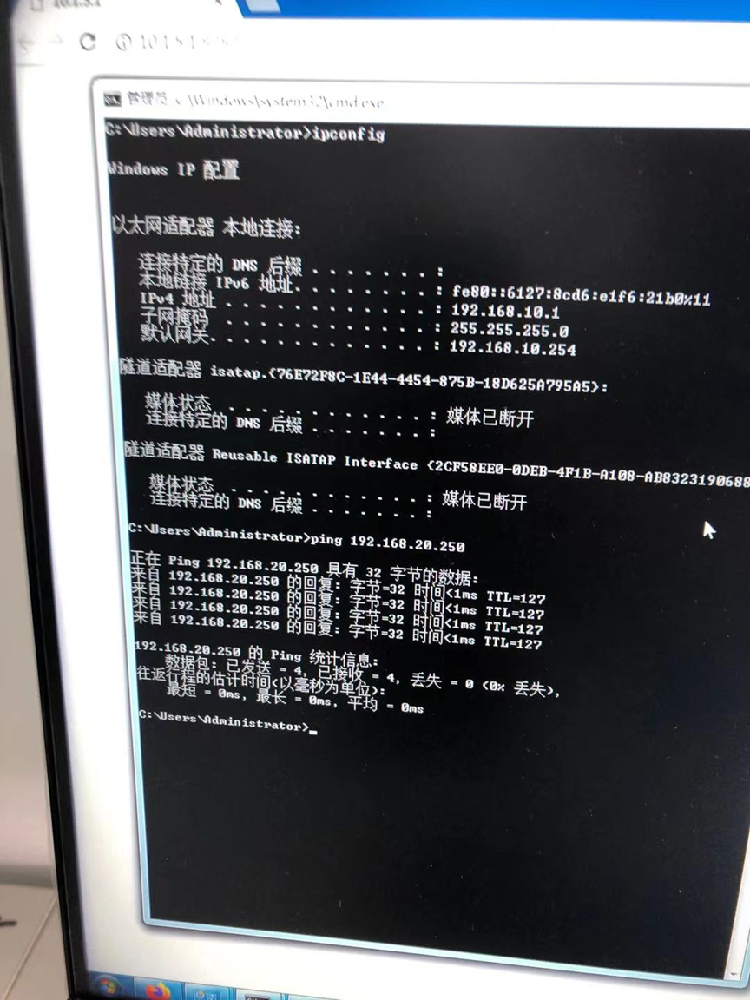 管理员: C:\Windows\system32\cmd.exe
C:\Users\Administrator>ipconfig
Windows IP 配置
以太网适配器 本地连接:
连接特定的 DNS 后缀 . . . . . . . :
本地链接 IPv6 地址. . . . . . . . : fe80::6127:8cd6:e1f6:21b0%11
IPv4 地址 . . . . . . . . . . . . : 192.168.10.1
子网掩码 . . . . . . . . . . . . : 255.255.255.0
默认网关. . . . . . . . . . . . . : 192.168.10.254
隧道适配器 isatap.{76E72F8C-1E44-4454-875B-18D625A795A5}:
媒体状态 . . . . . . . . . . . . : 媒体已断开
连接特定的 DNS 后缀 . . . . . . . :
隧道适配器 Reusable ISATAP Interface {2CF58EE0-0DEB-4F1B-A108-AB8323190688
媒体状态 . . . . . . . . . . . . : 媒体已断开
连接特定的 DNS 后缀 . . . . . . . :
C:\Users\Administrator>ping 192.168.20.250
正在 Ping 192.168.20.250 具有 32 字节的数据:
来自 192.168.20.250 的回复: 字节=32 时间<1ms TTL=127
来自 192.168.20.250 的回复: 字节=32 时间<1ms TTL=127
来自 192.168.20.250 的回复: 字节=32 时间<1ms TTL=127
来自 192.168.20.250 的回复: 字节=32 时间<1ms TTL=127
192.168.20.250 的 Ping 统计信息:
数据包: 已发送 = 4, 已接收 = 4, 丢失 = 0 (0% 丢失),
往返行程的估计时间(以毫秒为单位):
最短 = 0ms, 最长 = 0ms, 平均 = 0ms
C:\Users\Administrator>_